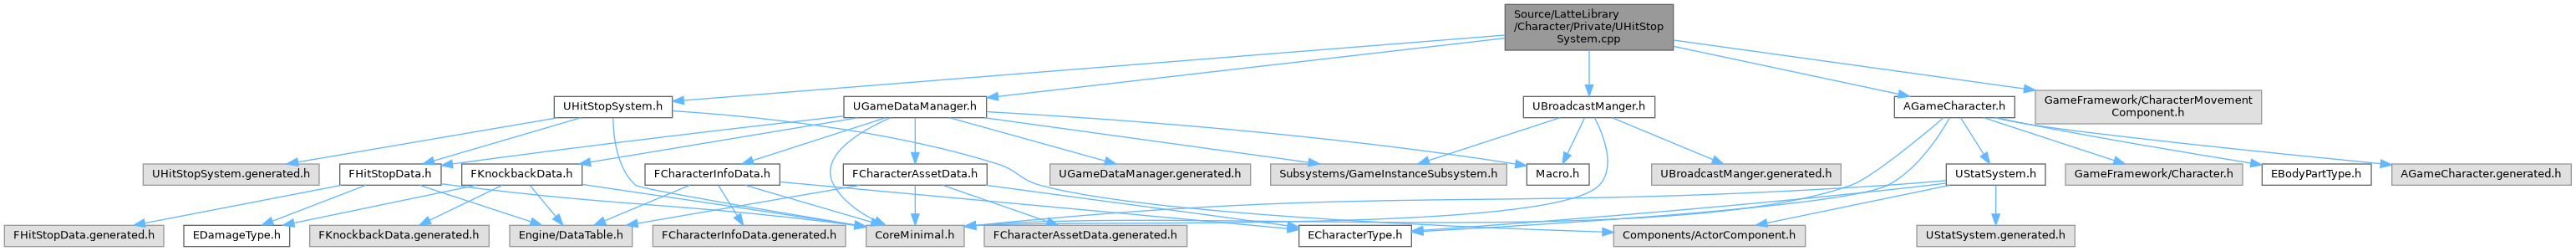 Source/LatteLibrary
/Character/Private/UHitStop
System.cpp
UHitStopSystem.h
UGameDataManager.h
UBroadcastManger.h
AGameCharacter.h
GameFramework/CharacterMovement
Component.h
UHitStopSystem.generated.h
FHitStopData.h
FKnockbackData.h
FCharacterInfoData.h
FCharacterAssetData.h
UGameDataManager.generated.h
Subsystems/GameInstanceSubsystem.h
Macro.h
UBroadcastManger.generated.h
UStatSystem.h
GameFramework/Character.h
EBodyPartType.h
AGameCharacter.generated.h
FHitStopData.generated.h
EDamageType.h
FKnockbackData.generated.h
Engine/DataTable.h
FCharacterInfoData.generated.h
CoreMinimal.h
FCharacterAssetData.generated.h
ECharacterType.h
Components/ActorComponent.h
UStatSystem.generated.h